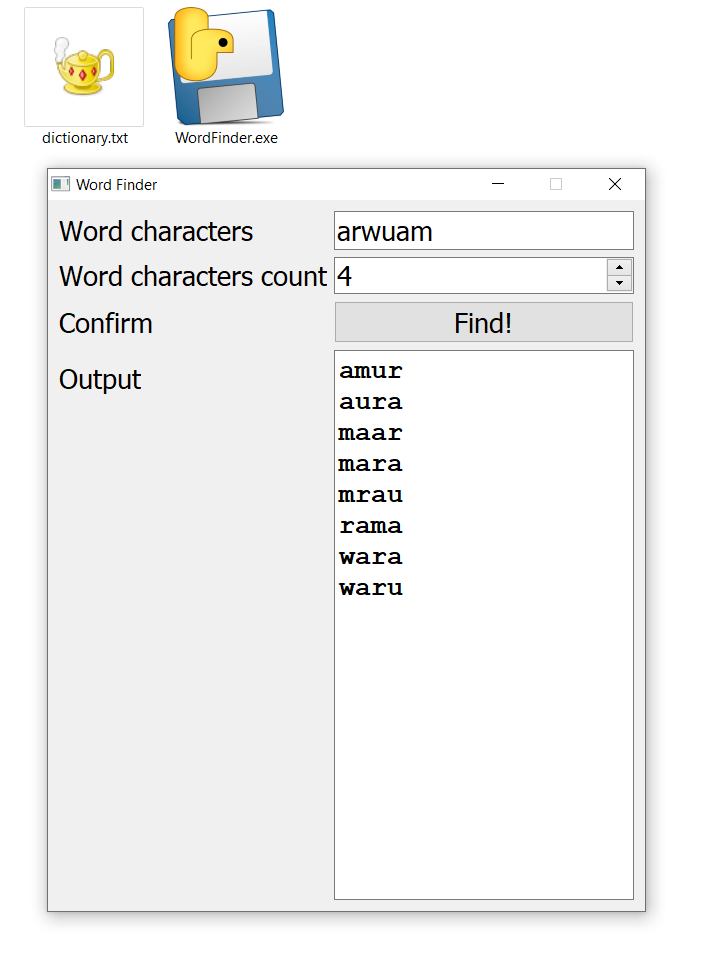 dictionary.txt WordFinder.exe
Word Finder
Word characters arwuam
Word characters count 4
Confirm Find!
Output
amur
aura
maar
mara
mrau
rama
wara
waru